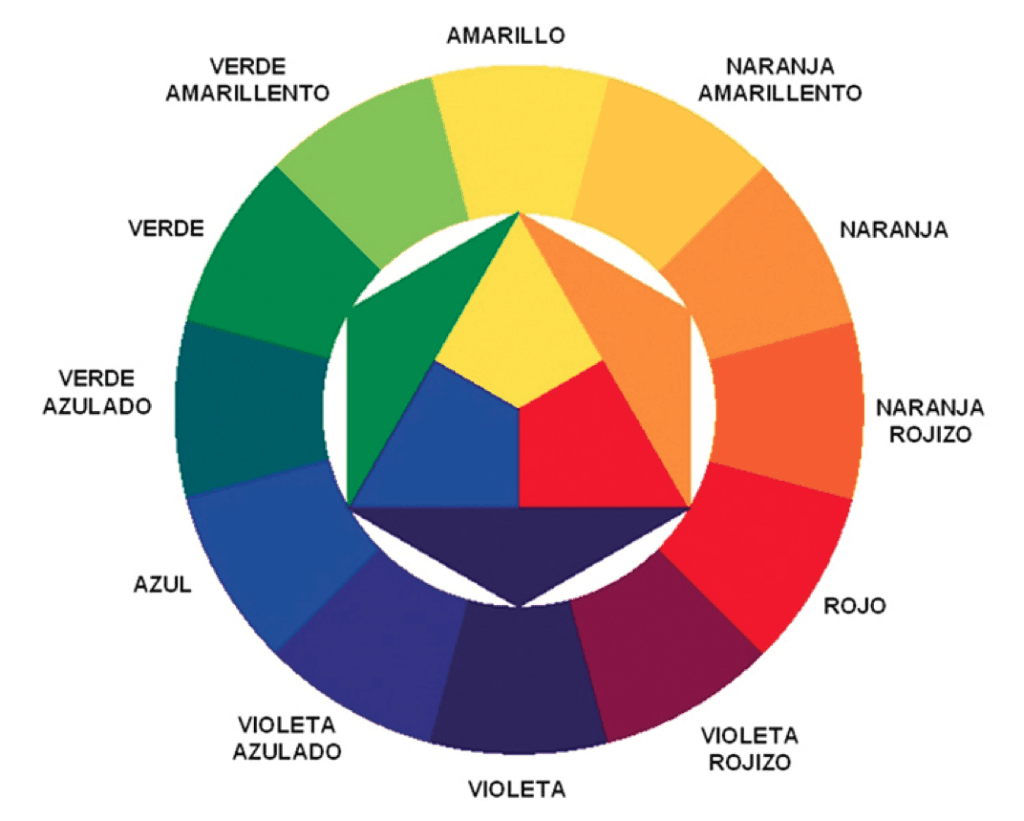 AMARILLO
NARANJA
AMARILLENTO
NARANJA
NARANJA
ROJIZO
ROJO
VIOLETA
ROJIZO
VIOLETA
VIOLETA
AZULADO
AZUL
VERDE
AZULADO
VERDE
VERDE
AMARILLENTO